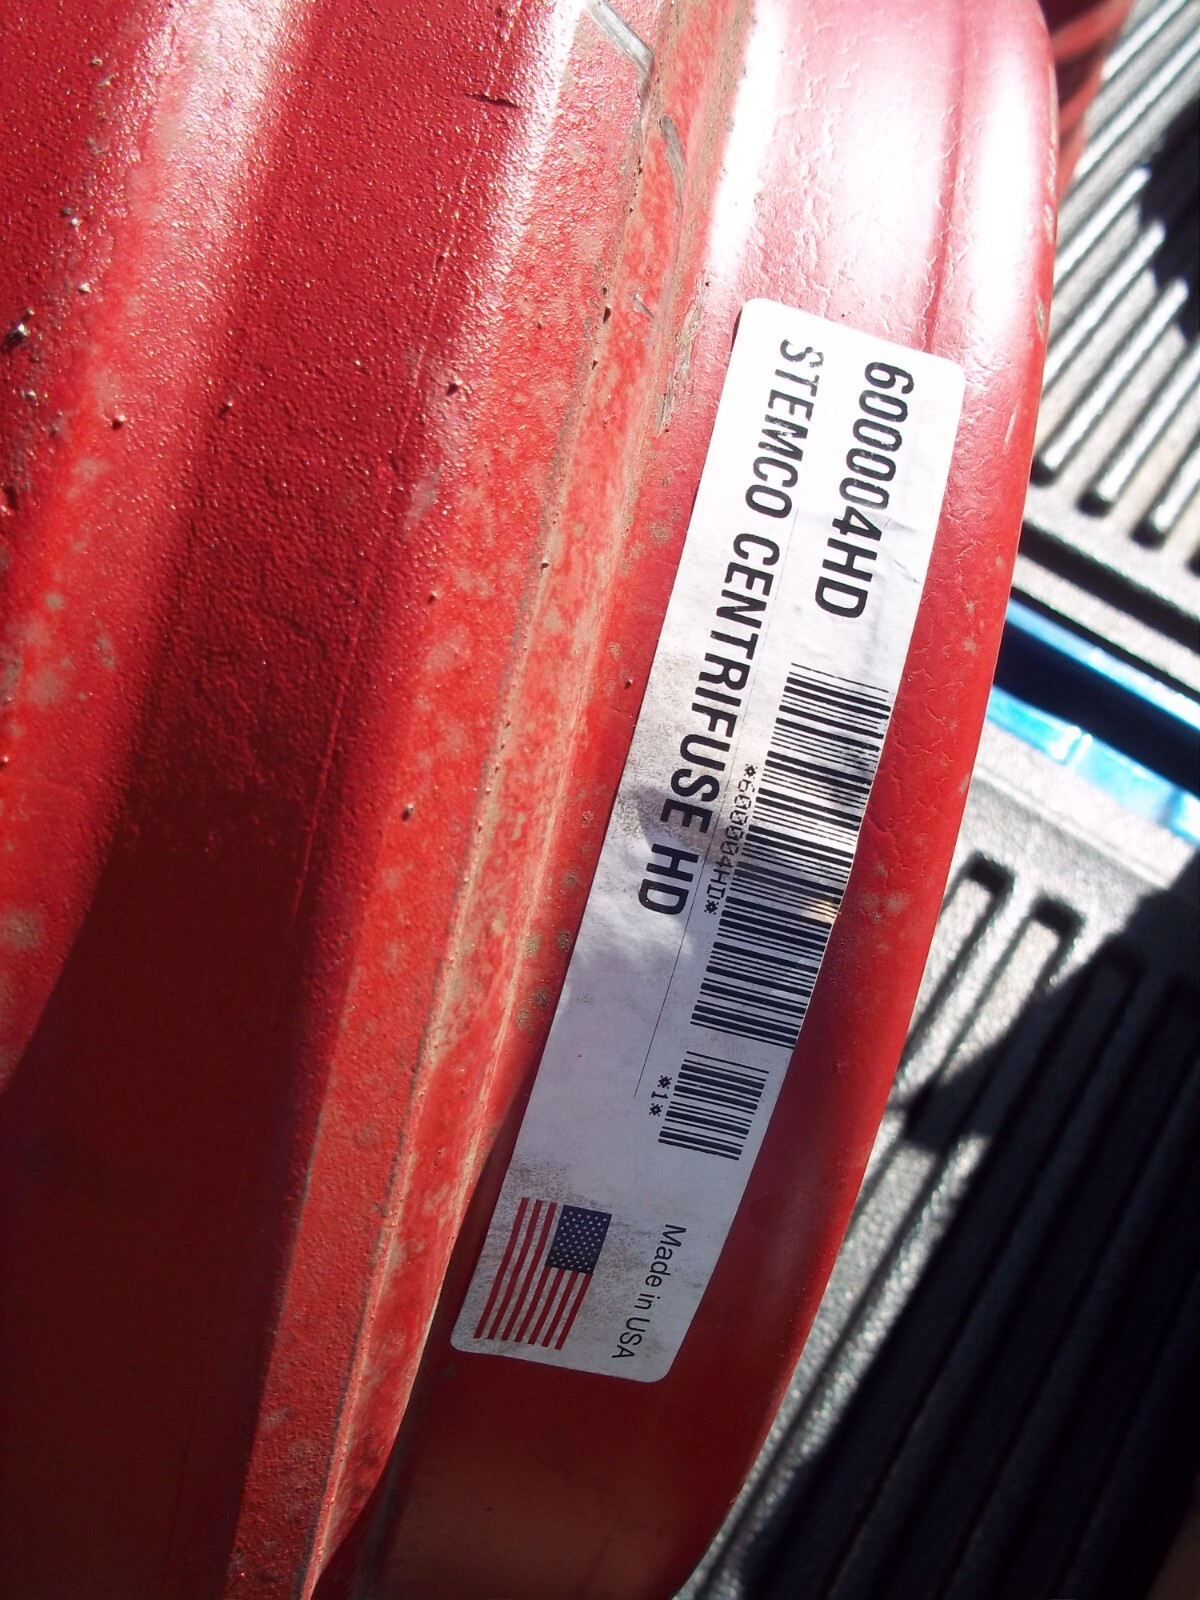 600004HD
STEMCO CENTRIFUSE HD
*600004HD*
*1*
Made in USA